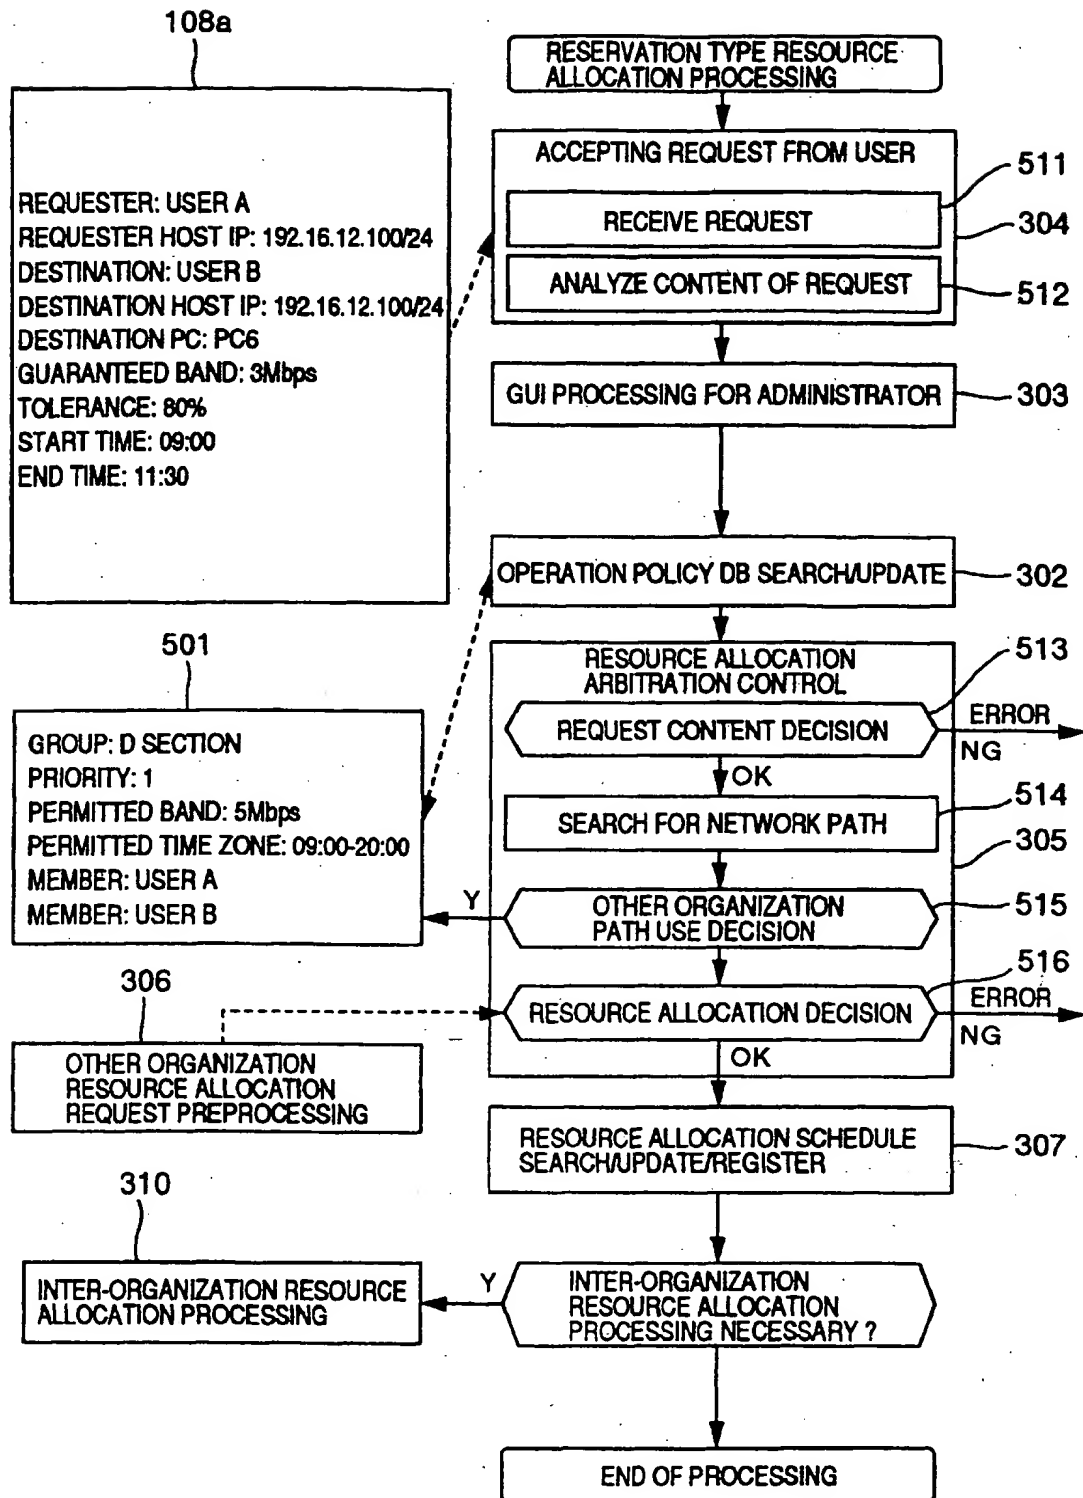 108a
RESERVATION TYPE RESOURCE
ALLOCATION PROCESSING
REQUESTER: USER A
REQUESTER HOST IP: 192.16.12.100/24
DESTINATION: USER B
DESTINATION HOST IP: 192.16.12.100/24
DESTINATION PC: PC6
GUARANTEED BAND: 3Mbps
TOLERANCE: 80%
START TIME: 09:00
END TIME: 11:30
ACCEPTING REQUEST FROM USER
511
RECEIVE REQUEST
304
ANALYZE CONTENT OF REQUEST
512
GUI PROCESSING FOR ADMINISTRATOR
303
OPERATION POLICY DB SEARCH/UPDATE
302
501
GROUP: D SECTION
PRIORITY: 1
PERMITTED BAND: 5Mbps
PERMITTED TIME ZONE: 09:00-20:00
MEMBER: USER A
MEMBER: USER B
RESOURCE ALLOCATION
ARBITRATION CONTROL
513
REQUEST CONTENT DECISION
ERROR
NG
OK
514
SEARCH FOR NETWORK PATH
305
Y
OTHER ORGANIZATION
PATH USE DECISION
515
516
306
RESOURCE ALLOCATION DECISION
ERROR
NG
OK
OTHER ORGANIZATION
RESOURCE ALLOCATION
REQUEST PREPROCESSING
RESOURCE ALLOCATION SCHEDULE
SEARCH/UPDATE/REGISTER
307
310
INTER-ORGANIZATION RESOURCE
ALLOCATION PROCESSING
Y
INTER-ORGANIZATION
RESOURCE ALLOCATION
PROCESSING NECESSARY ?
END OF PROCESSING